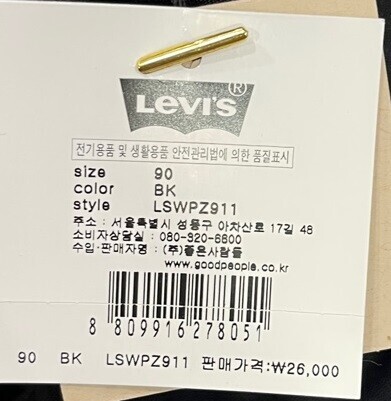 LEVI'S®
전기용품 및 생활용품 안전관리법에 의한 품질표시
size 90
color BK
style LSWPZ911
주소 : 서울특별시 성동구 아차산로 17길 48
소비자상담실 : 080-320-6600
수입·판매자명 : (주)좋은사람들
www.goodpeople.co.kr
8 809916 278051
90 BK LSWPZ911 판매가격:₩26,000